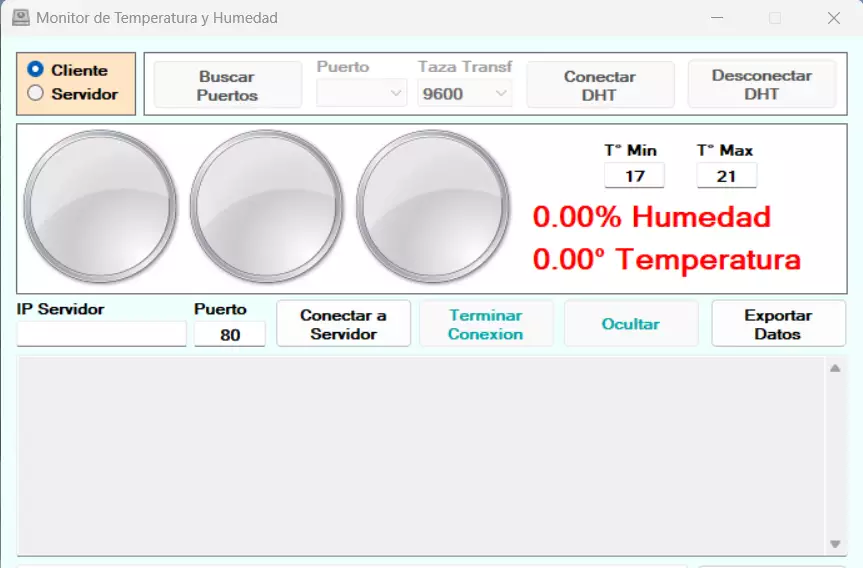 Monitor de Temperatura y Humedad
Cliente
Servidor
Buscar
Puertos
Puerto
Taza Transf
9600
Conectar
DHT
Desconectar
DHT
T° Min
T° Max
17
21
0.00% Humedad
0.00° Temperatura
IP Servidor
Puerto
80
Conectar a
Servidor
Terminar
Conexion
Ocultar
Exportar
Datos